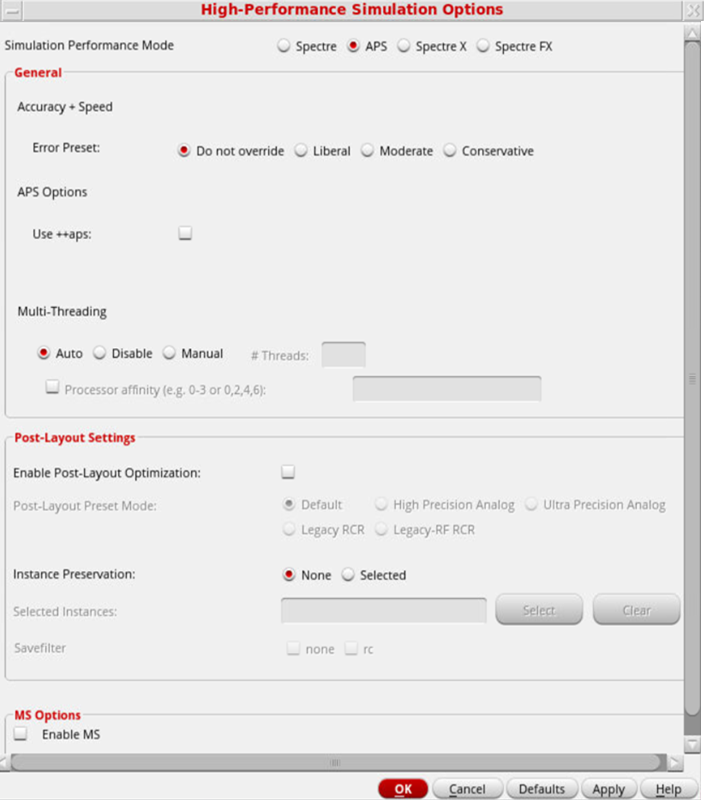 High-Performance Simulation Options
Simulation Performance Mode Spectre APS Spectre X Spectre FX
General
Accuracy + Speed
Error Preset: Do not override Liberal Moderate Conservative
APS Options
Use ++aps:
Multi-Threading
Auto Disable Manual # Threads:
Processor affinity (e.g. 0-3 or 0,2,4,6):
Post-Layout Settings
Enable Post-Layout Optimization:
Post-Layout Preset Mode: Default High Precision Analog Ultra Precision Analog
Legacy RCR Legacy-RF RCR
Instance Preservation: None Selected
Selected Instances: Select Clear
Savefilter none rc
MS Options
Enable MS
OK Cancel Defaults Apply Help